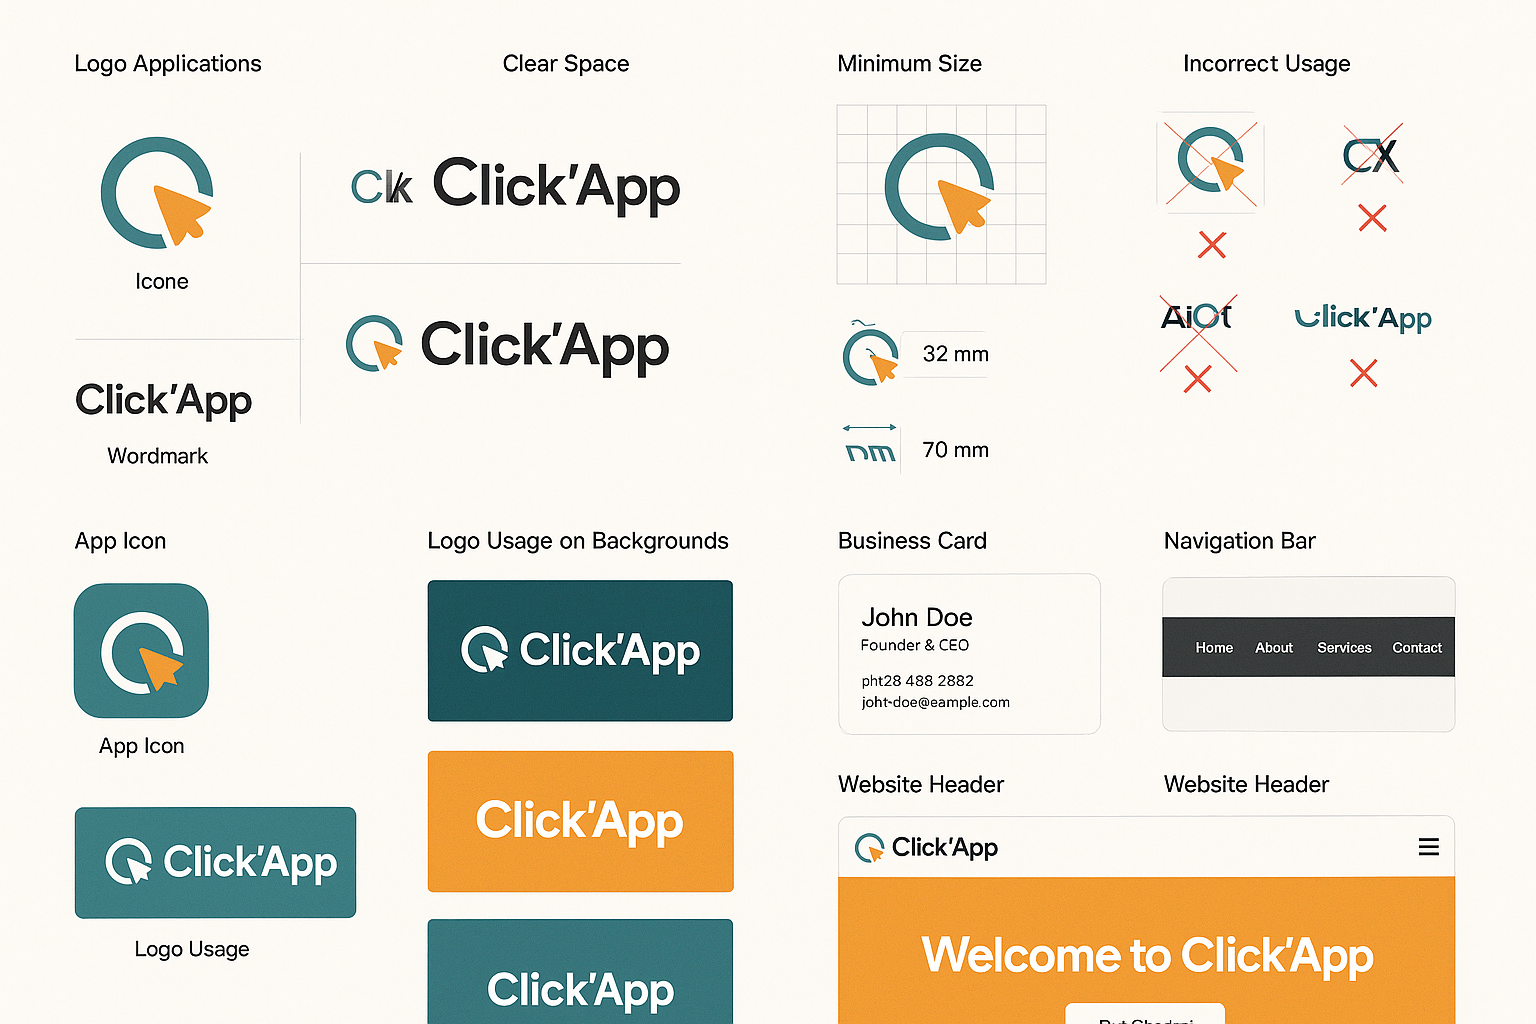 Logo Applications
Clear Space
Minimum Size
Incorrect Usage
Icone
Click'App
Wordmark
Clk Click'App
Click'App
32 mm
70 mm
CX
Click'App
App Icon
App Icon
Click'App
Logo Usage
Logo Usage on Backgrounds
Click'App
Click'App
Click'App
Business Card
John Doe
Founder & CEO
pht28 488 2882
joht-doe@eample.com
Navigation Bar
Home About Services Contact
Website Header
Website Header
Click'App
Welcome to Click'App